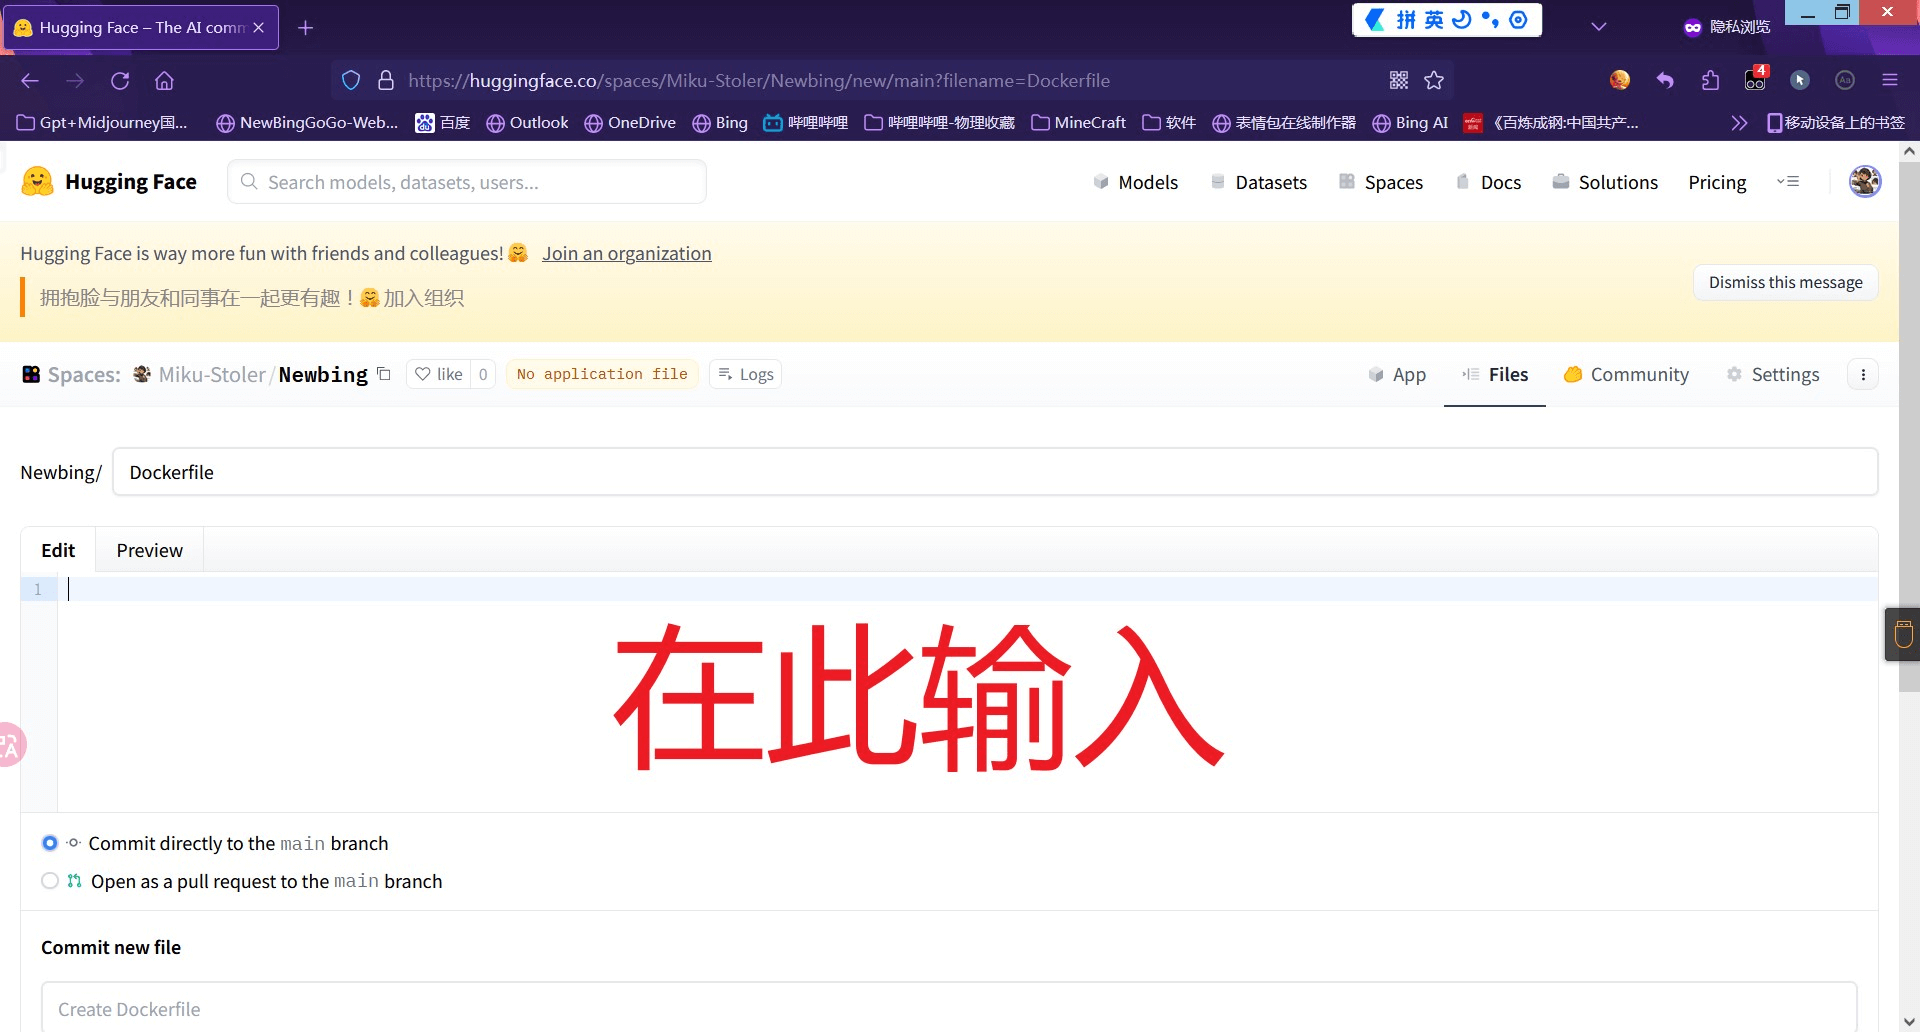 Hugging Face – The AI comm
拼 英
隐私浏览
https://huggingface.co/spaces/Miku-Stoler/Newbing/new/main?filename=Dockerfile
4
Aa
Gpt+Midjourney国... NewBingGoGo-Web... 百度 Outlook OneDrive Bing 哔哩哔哩 哔哩哔哩-物理收藏 MineCraft 软件 表情包在线制作器 Bing AI 《百炼成钢:中国共产... 移动设备上的书签
Hugging Face
Search models, datasets, users...
Models Datasets Spaces Docs Solutions Pricing
Hugging Face is way more fun with friends and colleagues! 🤗 Join an organization
拥抱脸与朋友和同事在一起更有趣！🤗 加入组织
Dismiss this message
Spaces: Miku-Stoler/Newbing like 0 No application file Logs
App Files Community Settings
Newbing/ Dockerfile
Edit Preview
1
在此输入
Commit directly to the main branch
Open as a pull request to the main branch
Commit new file
Create Dockerfile